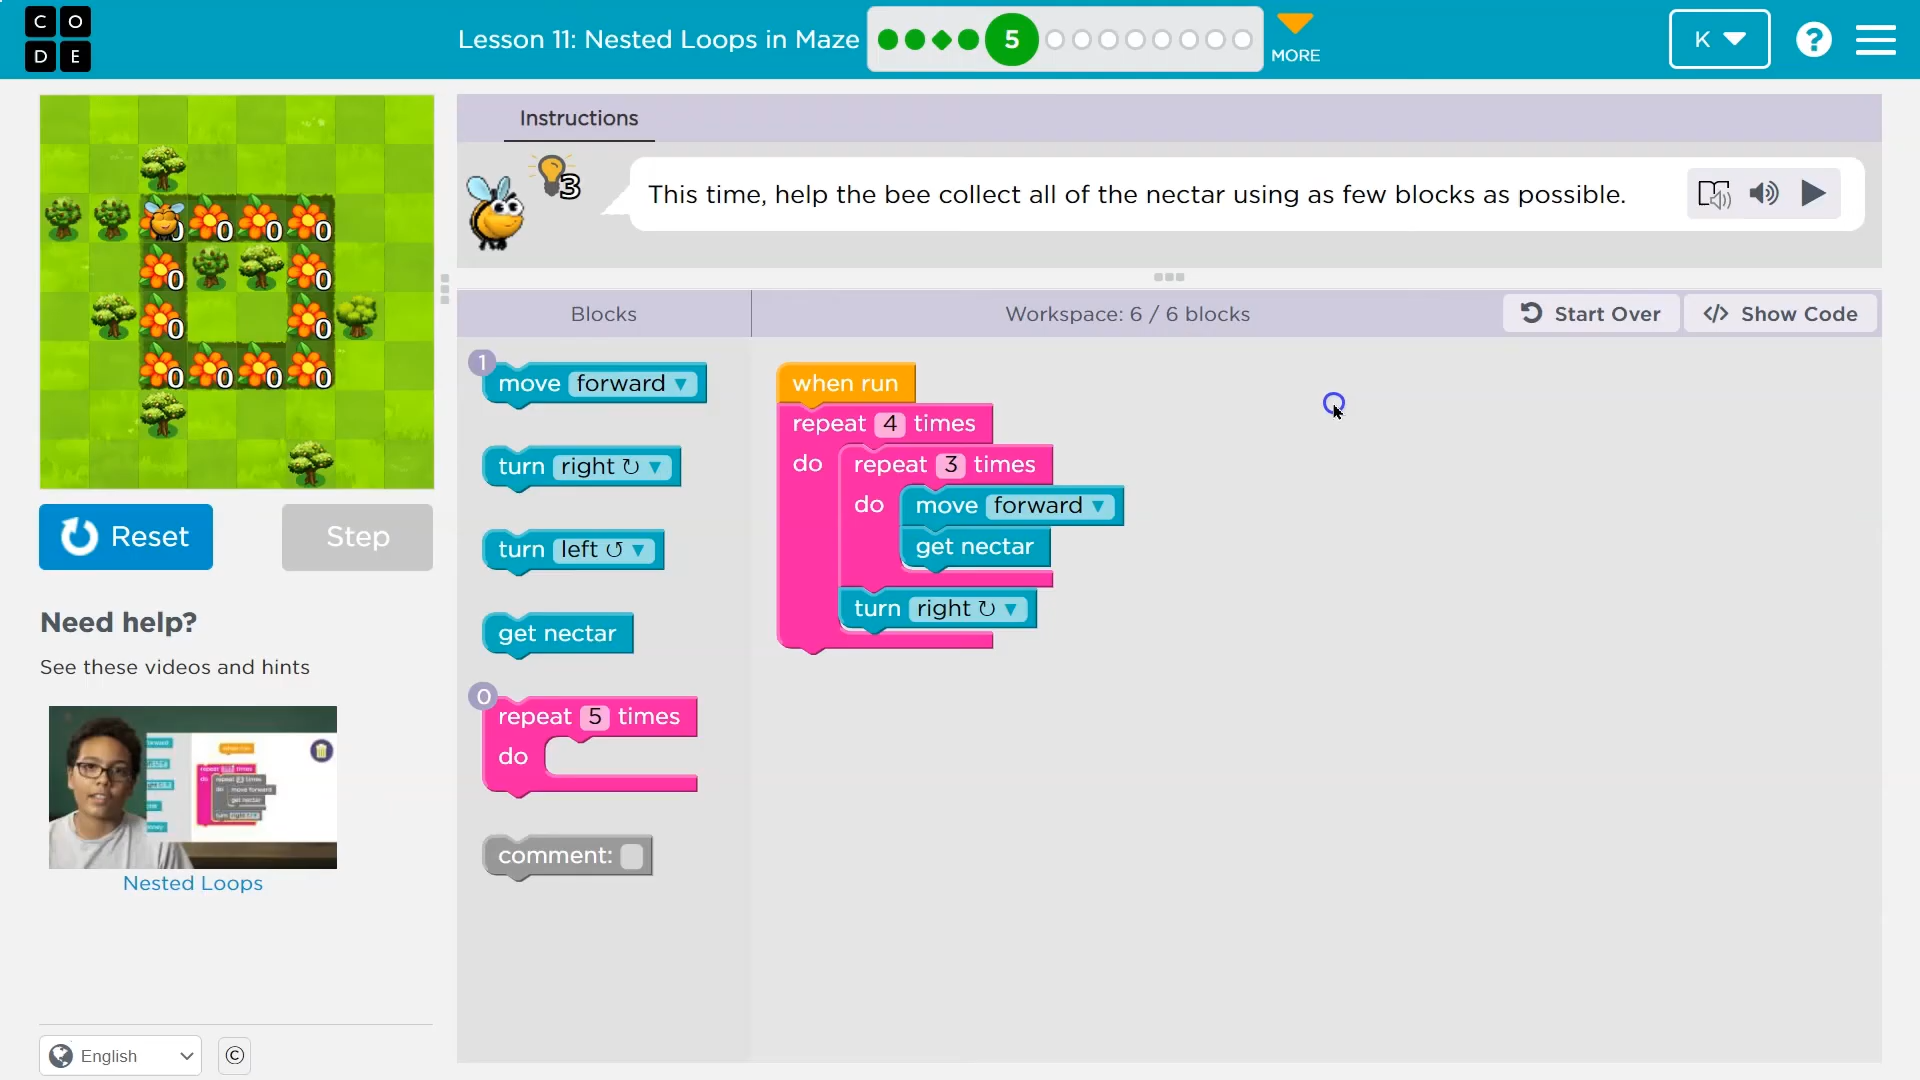 C O
D E
Lesson 11: Nested Loops in Maze
5
MORE
K
?
Instructions
3
This time, help the bee collect all of the nectar using as few blocks as possible.
0 0 0 0
0 0
0 0
0 0 0 0
Blocks
Workspace: 6 / 6 blocks
Start Over
</> Show Code
1
move forward ▼
turn right ↻ ▼
turn left ↺ ▼
get nectar
0
repeat 5 times
do
comment:
when run
repeat 4 times
do repeat 3 times
do move forward ▼
get nectar
turn right ↻ ▼
Reset
Step
Need help?
See these videos and hints
Nested Loops
English
©